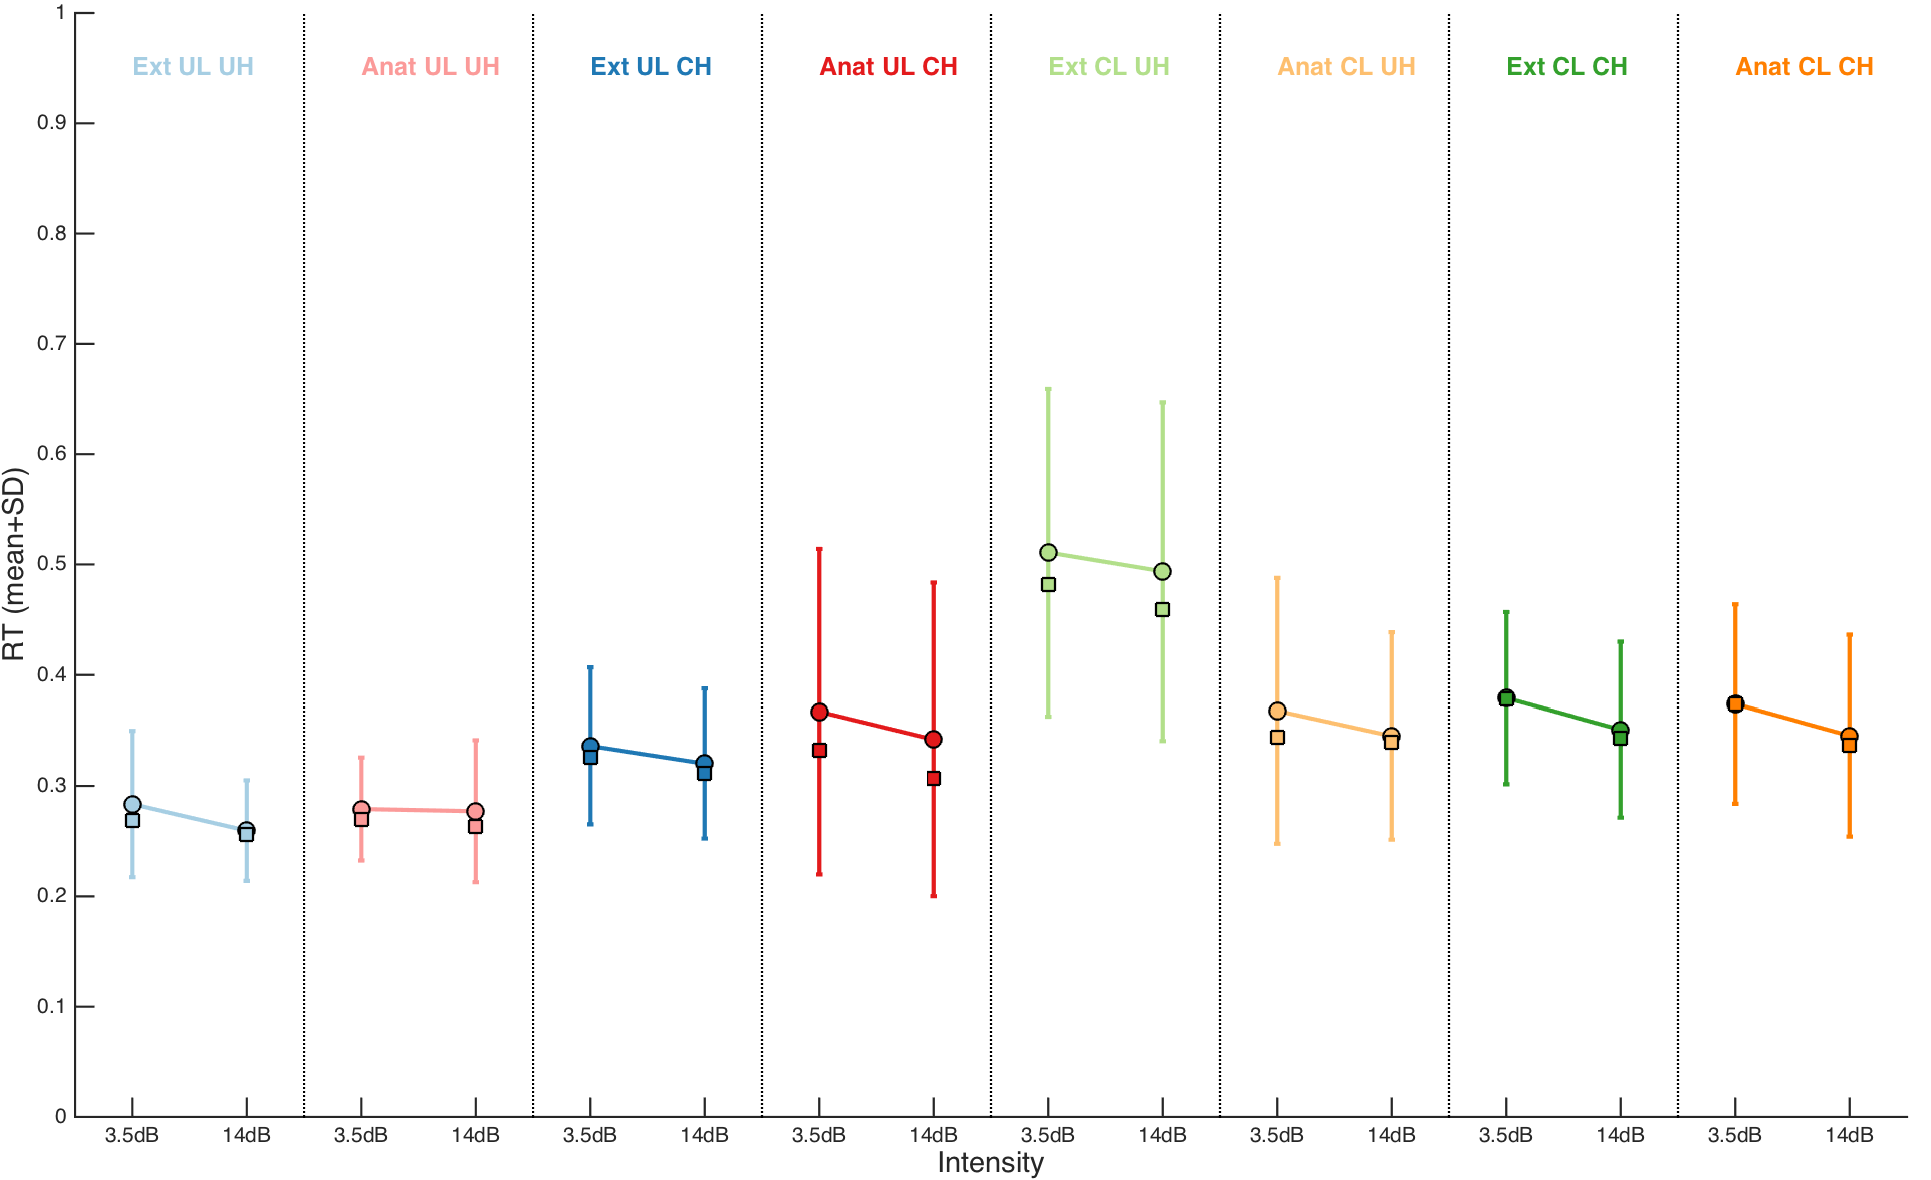 Ext UL UH
Anat UL UH
Ext UL CH
Anat UL CH
Ext CL UH
Anat CL UH
Ext CL CH
Anat CL CH
1
0.9
0.8
0.7
0.6
0.5
0.4
0.3
0.2
0.1
0
RT (mean+SD)
3.5dB 14dB 3.5dB 14dB 3.5dB 14dB 3.5dB 14dB 3.5dB 14dB 3.5dB 14dB 3.5dB 14dB 3.5dB 14dB
Intensity